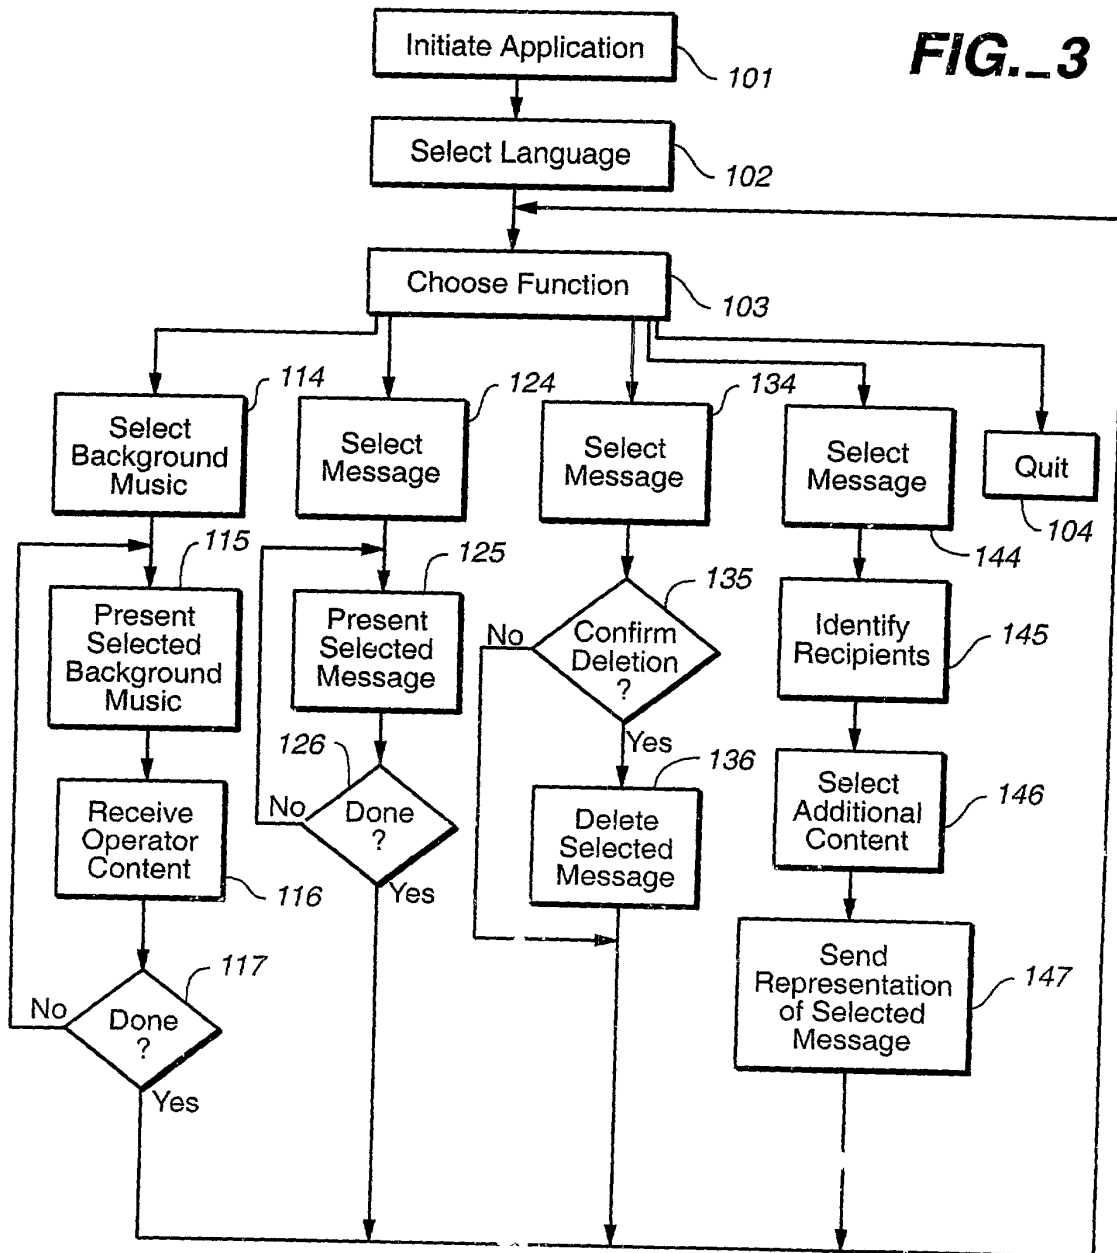 FIG._3
Initiate Application
101
Select Language
102
Choose Function
103
114
Select
Background
Music
124
Select
Message
134
Select
Message
Select
Message
144
Quit
104
115
Present
Selected
Background
Music
125
Present
Selected
Message
135
No
Confirm
Deletion
?
Yes
Identify
Recipients
145
126
No
Done
?
Yes
136
Delete
Selected
Message
Select
Additional
Content
146
Receive
Operator
Content
116
117
No
Done
?
Yes
Send
Representation
of Selected
Message
147